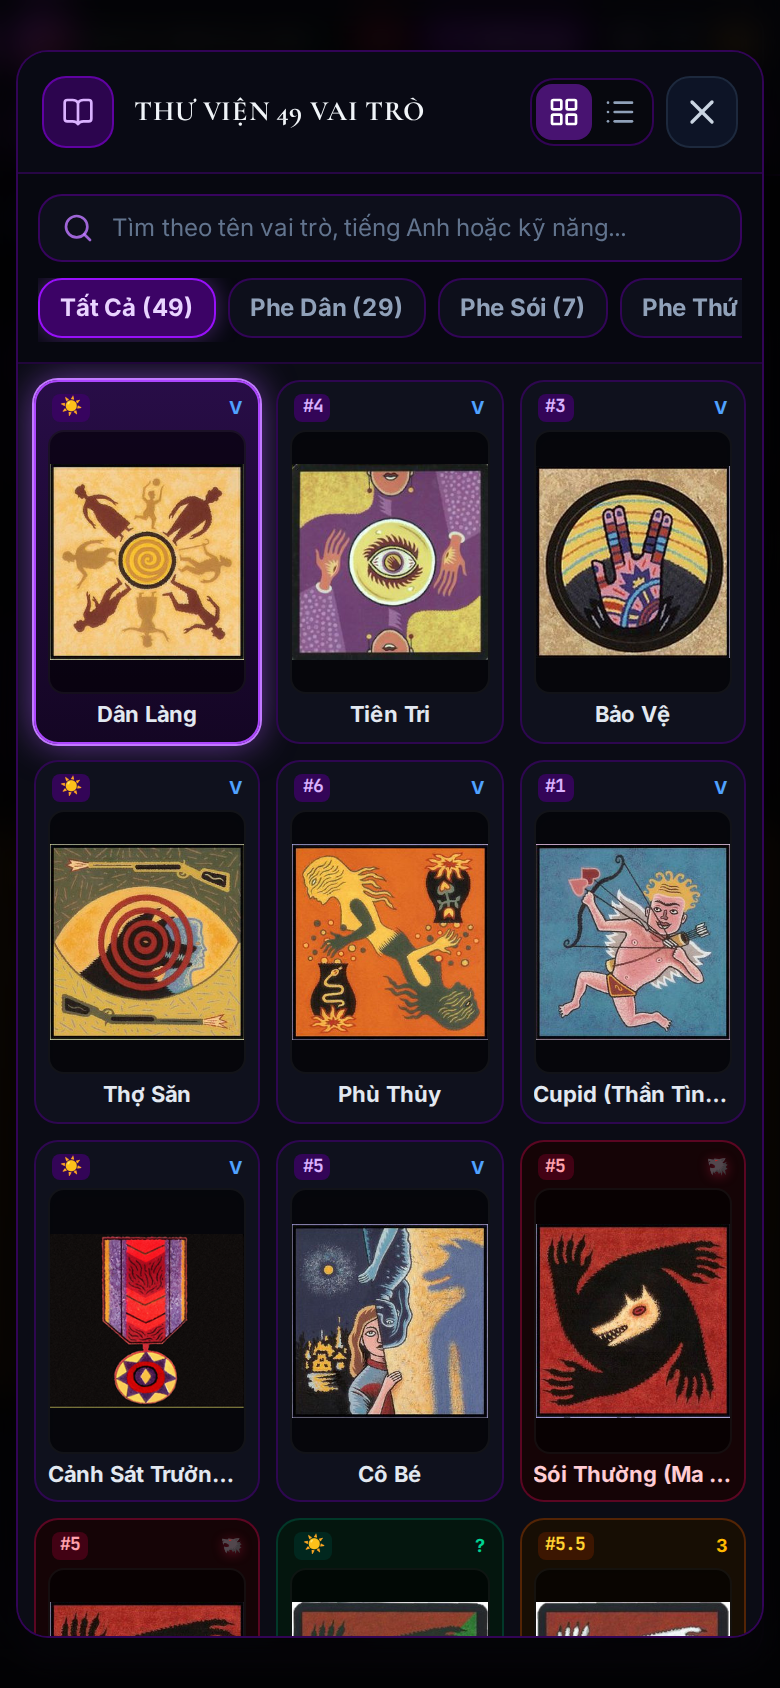 THƯ VIỆN 49 VAI TRÒ
Tìm theo tên vai trò, tiếng Anh hoặc kỹ năng...
Tất Cả (49) Phe Dân (29) Phe Sói (7) Phe Thứ
V #4 V #3 V
Dân Làng Tiên Tri Bảo Vệ
V #6 V #1 V
Thợ Săn Phù Thủy Cupid (Thần Tìn...
V #5 V #5
Cảnh Sát Trưởn... Cô Bé Sói Thường (Ma ...
#5 ? #5.5 3